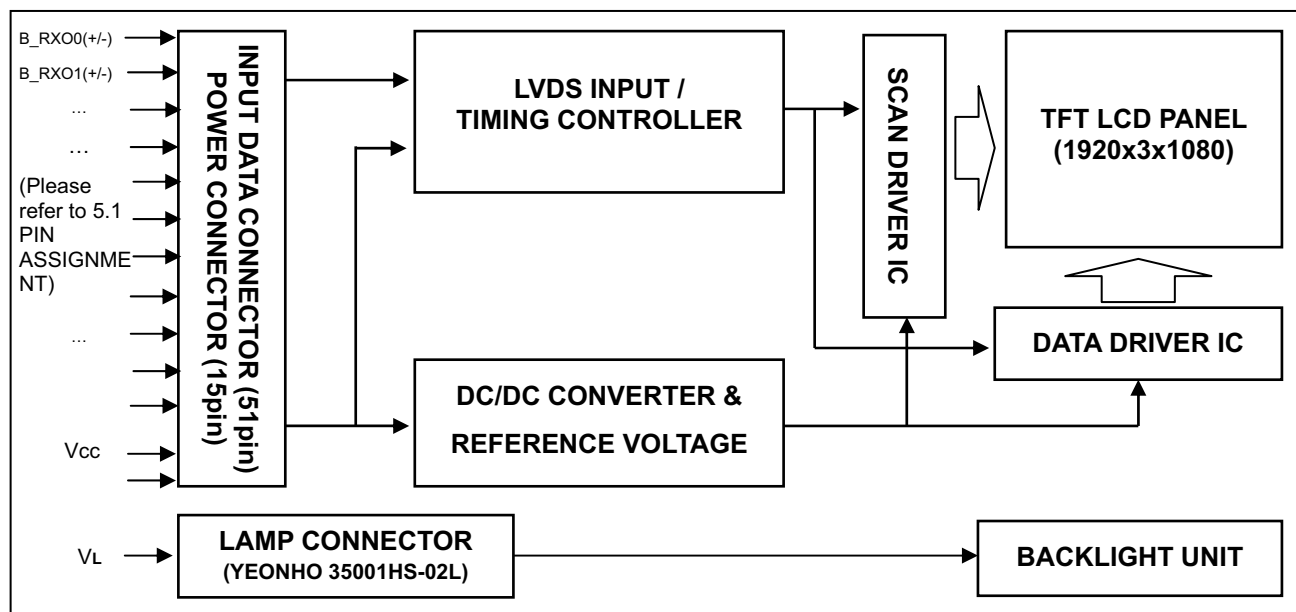 B_RXO0(+/-)
B_RXO1(+/-)
...
...
(Please
refer to 5.1
PIN
ASSIGNME
NT)
...
Vcc
VL
INPUT DATA CONNECTOR (51pin)
POWER CONNECTOR (15pin)
LVDS INPUT /
TIMING CONTROLLER
SCAN DRIVER IC
TFT LCD PANEL
(1920x3x1080)
DATA DRIVER IC
DC/DC CONVERTER &
REFERENCE VOLTAGE
LAMP CONNECTOR
(YEONHO 35001HS-02L)
BACKLIGHT UNIT